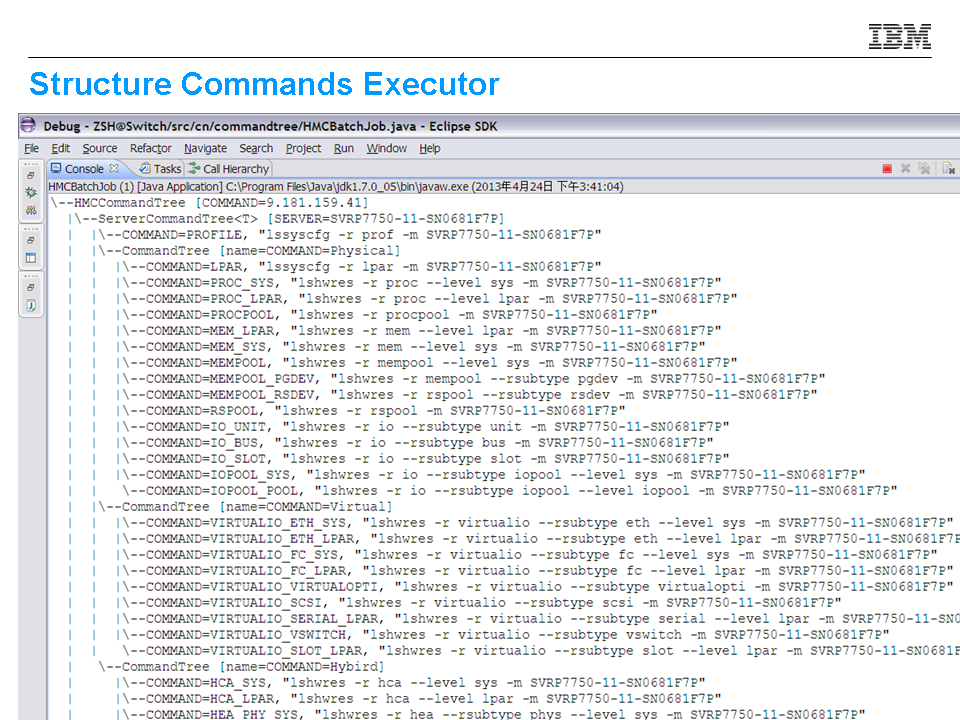 IBM
Structure Commands Executor
Debug - ZSH@Switch/src/cn/commandtree/HMCBatchJob.java - Eclipse SDK
File Edit Source Refactor Navigate Search Project Run Window Help
Console Tasks Call Hierarchy
HMCBatchJob (1) [Java Application] C:\Program Files\Java\jdk1.7.0_05\bin\javaw.exe (2013年4月24日 下午3:41:04)
\--HMCCommandTree [COMMAND=9.181.159.41]
|\--ServerCommandTree<T> [SERVER=SVRP7750-11-SN0681F7P]
| |\--COMMAND=PROFILE, "lssyscfg -r prof -m SVRP7750-11-SN0681F7P"
| |\--CommandTree [name=COMMAND=Physical]
| | |\--COMMAND=LPAR, "lssyscfg -r lpar -m SVRP7750-11-SN0681F7P"
| | |\--COMMAND=PROC_SYS, "lshwres -r proc --level sys -m SVRP7750-11-SN0681F7P"
| | |\--COMMAND=PROC_LPAR, "lshwres -r proc --level lpar -m SVRP7750-11-SN0681F7P"
| | |\--COMMAND=PROCPOOL, "lshwres -r procpool -m SVRP7750-11-SN0681F7P"
| | |\--COMMAND=MEM_LPAR, "lshwres -r mem --level lpar -m SVRP7750-11-SN0681F7P"
| | |\--COMMAND=MEM_SYS, "lshwres -r mem --level sys -m SVRP7750-11-SN0681F7P"
| | |\--COMMAND=MEMPOOL, "lshwres -r mempool --level sys -m SVRP7750-11-SN0681F7P"
| | |\--COMMAND=MEMPOOL_PGDEV, "lshwres -r mempool --rsubtype pgdev -m SVRP7750-11-SN0681F7P"
| | |\--COMMAND=MEMPOOL_RSDEV, "lshwres -r rspool --rsubtype rsdev -m SVRP7750-11-SN0681F7P"
| | |\--COMMAND=RSPOOL, "lshwres -r rspool -m SVRP7750-11-SN0681F7P"
| | |\--COMMAND=IO_UNIT, "lshwres -r io --rsubtype unit -m SVRP7750-11-SN0681F7P"
| | |\--COMMAND=IO_BUS, "lshwres -r io --rsubtype bus -m SVRP7750-11-SN0681F7P"
| | |\--COMMAND=IO_SLOT, "lshwres -r io --rsubtype slot -m SVRP7750-11-SN0681F7P"
| | |\--COMMAND=IOPOOL_SYS, "lshwres -r io --rsubtype iopool --level sys -m SVRP7750-11-SN0681F7P"
| | \--COMMAND=IOPOOL_POOL, "lshwres -r io --rsubtype iopool --level iopool -m SVRP7750-11-SN0681F7P"
| |\--CommandTree [name=COMMAND=Virtual]
| | |\--COMMAND=VIRTUALIO_ETH_SYS, "lshwres -r virtualio --rsubtype eth --level sys -m SVRP7750-11-SN0681F7P"
| | |\--COMMAND=VIRTUALIO_ETH_LPAR, "lshwres -r virtualio --rsubtype eth --level lpar -m SVRP7750-11-SN0681F7P
| | |\--COMMAND=VIRTUALIO_FC_SYS, "lshwres -r virtualio --rsubtype fc --level sys -m SVRP7750-11-SN0681F7P"
| | |\--COMMAND=VIRTUALIO_FC_LPAR, "lshwres -r virtualio --rsubtype fc --level lpar -m SVRP7750-11-SN0681F7P"
| | |\--COMMAND=VIRTUALIO_VIRTUALOPTI, "lshwres -r virtualio --rsubtype virtualopti -m SVRP7750-11-SN0681F7P"
| | |\--COMMAND=VIRTUALIO_SCSI, "lshwres -r virtualio --rsubtype scsi -m SVRP7750-11-SN0681F7P"
| | |\--COMMAND=VIRTUALIO_SERIAL_LPAR, "lshwres -r virtualio --rsubtype serial --level lpar -m SVRP7750-11-SN0
| | |\--COMMAND=VIRTUALIO_VSWITCH, "lshwres -r virtualio --rsubtype vswitch -m SVRP7750-11-SN0681F7P"
| | \--COMMAND=VIRTUALIO_SLOT_LPAR, "lshwres -r virtualio --rsubtype slot --level lpar -m SVRP7750-11-SN0681F
| \--CommandTree [name=COMMAND=Hybird]
| |\--COMMAND=HCA_SYS, "lshwres -r hca --level sys -m SVRP7750-11-SN0681F7P"
| |\--COMMAND=HCA_LPAR, "lshwres -r hca --level lpar -m SVRP7750-11-SN0681F7P"
| |\--COMMAND=HEA_PHY_SYS, "lshwres -r hea --rsubtype phys --level sys -m SVRP7750-11-SN0681F7P"